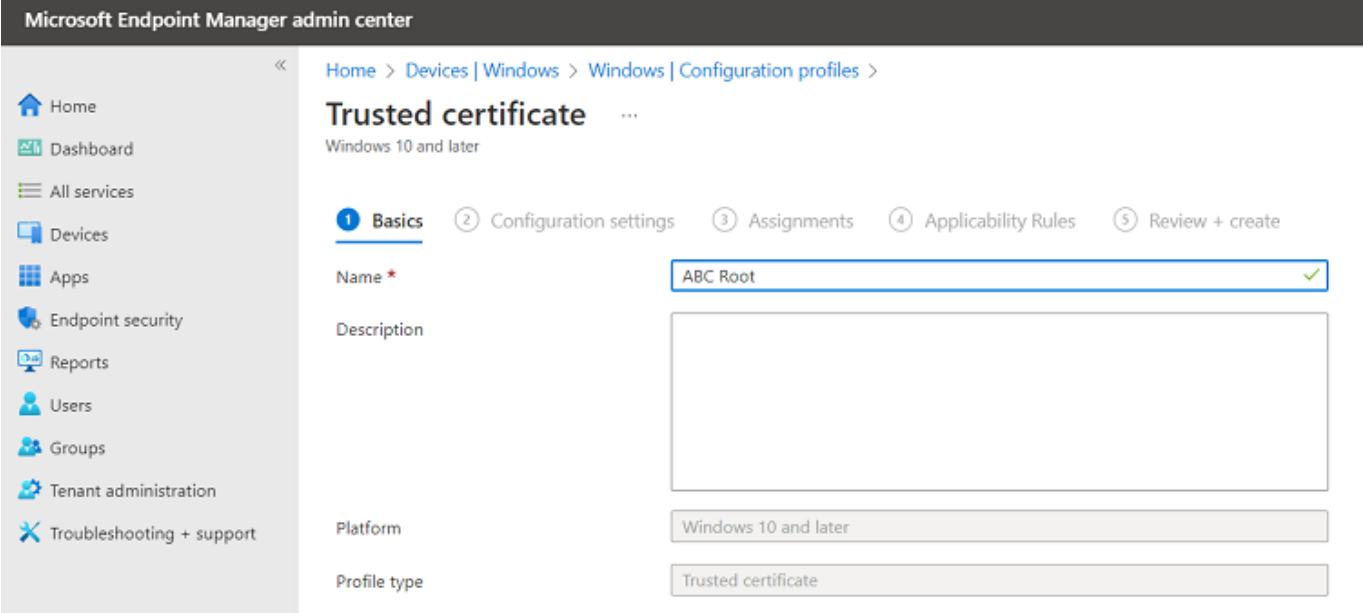 Microsoft Endpoint Manager admin center
«
Home
Dashboard
All services
Devices
Apps
Endpoint security
Reports
Users
Groups
Tenant administration
Troubleshooting + support
Home > Devices | Windows > Windows | Configuration profiles >
Trusted certificate ...
Windows 10 and later
1 Basics 2 Configuration settings 3 Assignments 4 Applicability Rules 5 Review + create
Name * ABC Root
Description
Platform Windows 10 and later
Profile type Trusted certificate